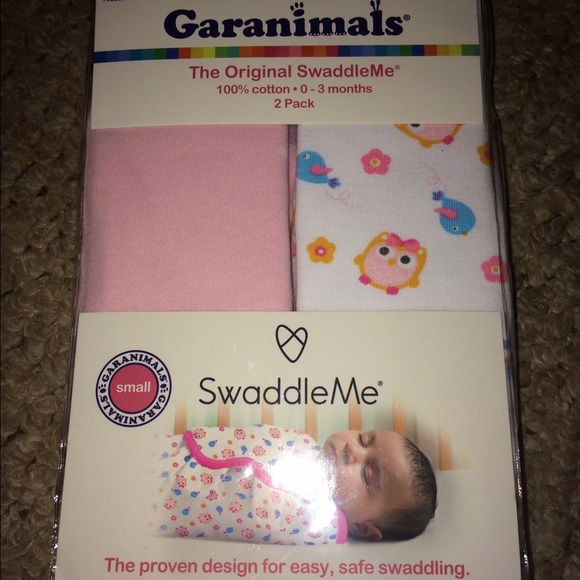 Garanimals®
The Original SwaddleMe®
100% cotton • 0 - 3 months
2 Pack
GARANIMALS
small
GARANIMALS
SwaddleMe®
The proven design for easy, safe swaddling.